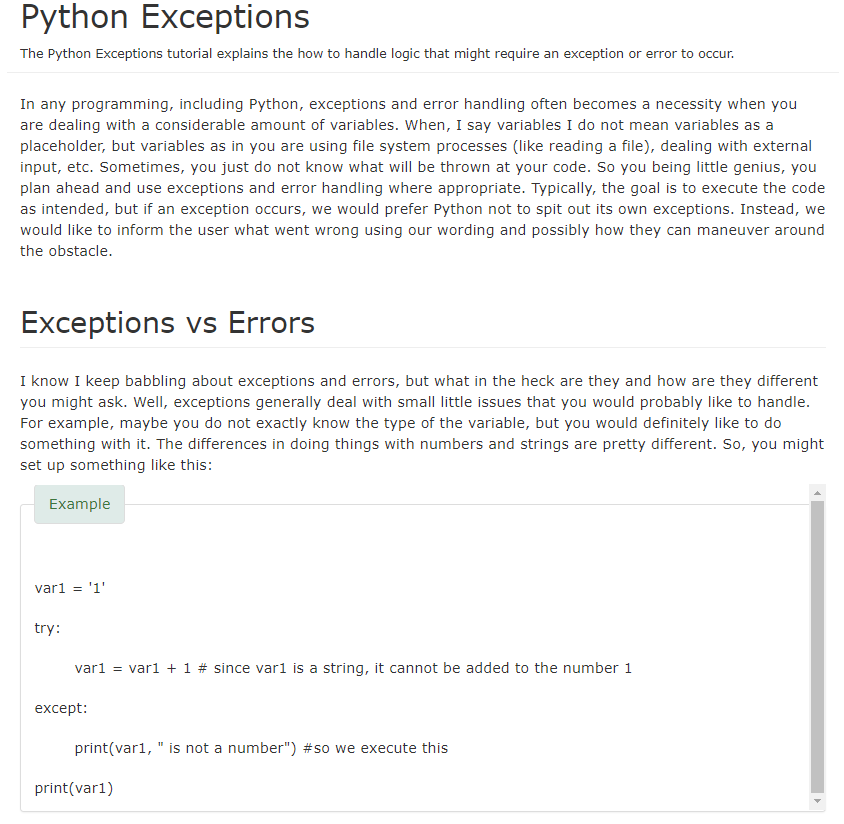 Python Exceptions
The Python Exceptions tutorial explains the how to handle logic that might require an exception or error to occur.
In any programming, including Python, exceptions and error handling often becomes a necessity when you
are dealing with a considerable amount of variables. When, I say variables I do not mean variables as a
placeholder, but variables as in you are using file system processes (like reading a file), dealing with external
input, etc. Sometimes, you just do not know what will be thrown at your code. So you being little genius, you
plan ahead and use exceptions and error handling where appropriate. Typically, the goal is to execute the code
as intended, but if an exception occurs, we would prefer Python not to spit out its own exceptions. Instead, we
would like to inform the user what went wrong using our wording and possibly how they can maneuver around
the obstacle.
Exceptions vs Errors
I know I keep babbling about exceptions and errors, but what in the heck are they and how are they different
you might ask. Well, exceptions generally deal with small little issues that you would probably like to handle.
For example, maybe you do not exactly know the type of the variable, but you would definitely like to do
something with it. The differences in doing things with numbers and strings are pretty different. So, you might
set up something like this:
Example
var1 = '1'
try:
var1 = var1 + 1 # since var1 is a string, it cannot be added to the number 1
except:
print(var1, " is not a number") #so we execute this
print(var1)